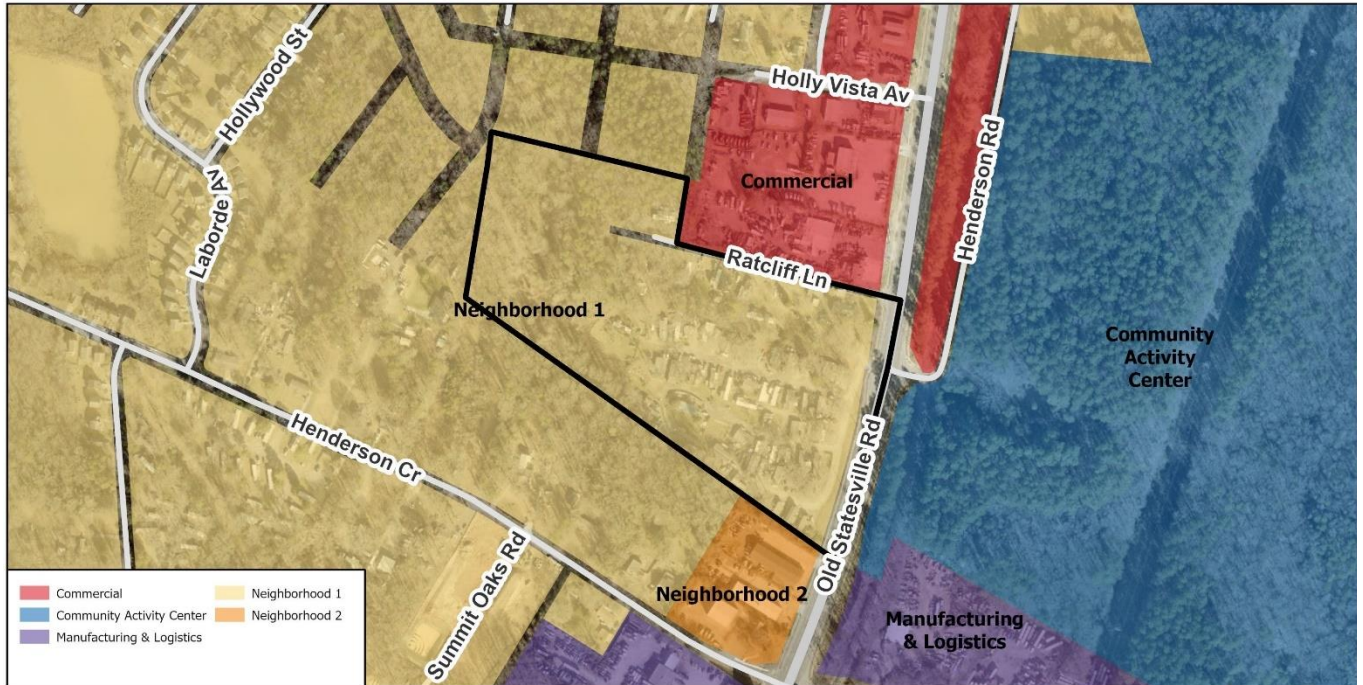 Hollywood St
Holly Vista Av
Commercial
Henderson Rd
Laborde Av
Ratcliff Ln
Neighborhood 1
Community
Activity
Center
Henderson Cr
Old Statesville Rd
Summit Oaks Rd
Neighborhood 2
Manufacturing
& Logistics
Commercial
Neighborhood 1
Community Activity Center
Neighborhood 2
Manufacturing & Logistics